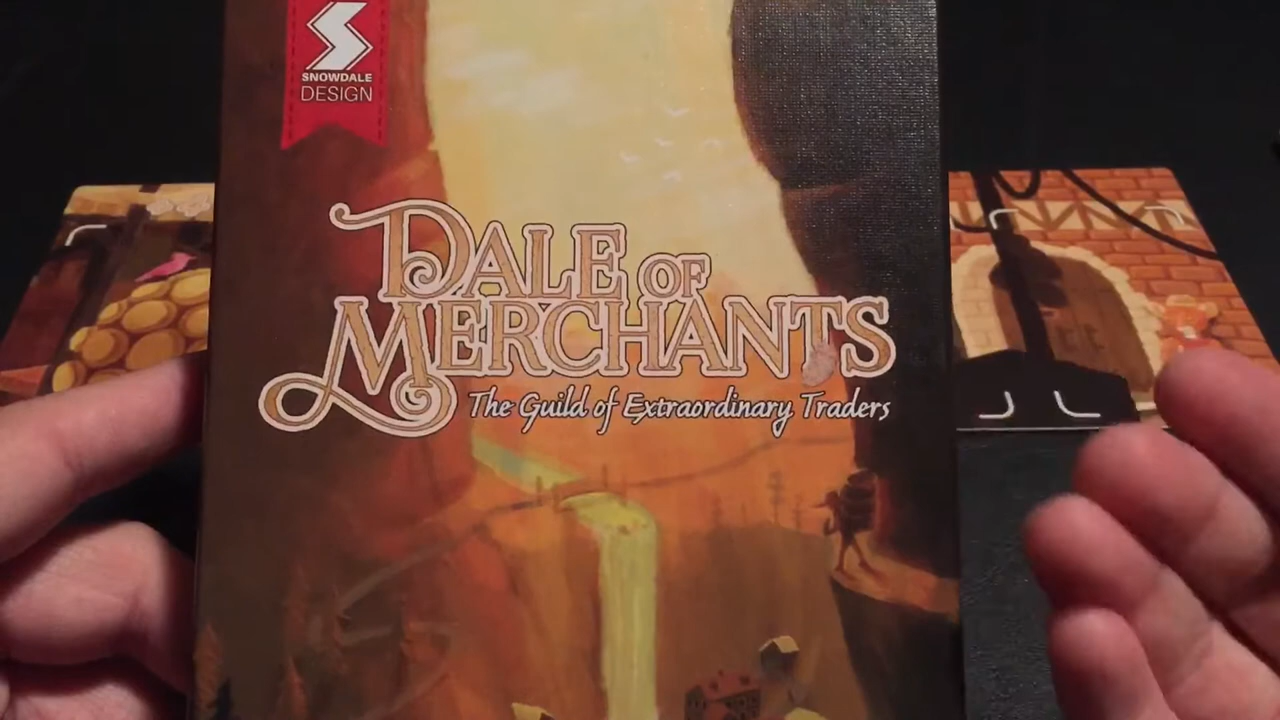 SNOWDALE
DESIGN
DALE OF
MERCHANTS
The Guild of Extraordinary Traders